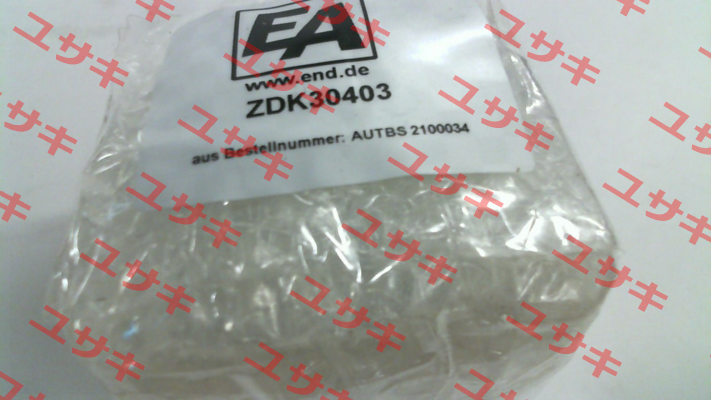 EA
www.end.de
ZDK30403
aus Bestellnummer: AUTBS 2100034
ユサキ